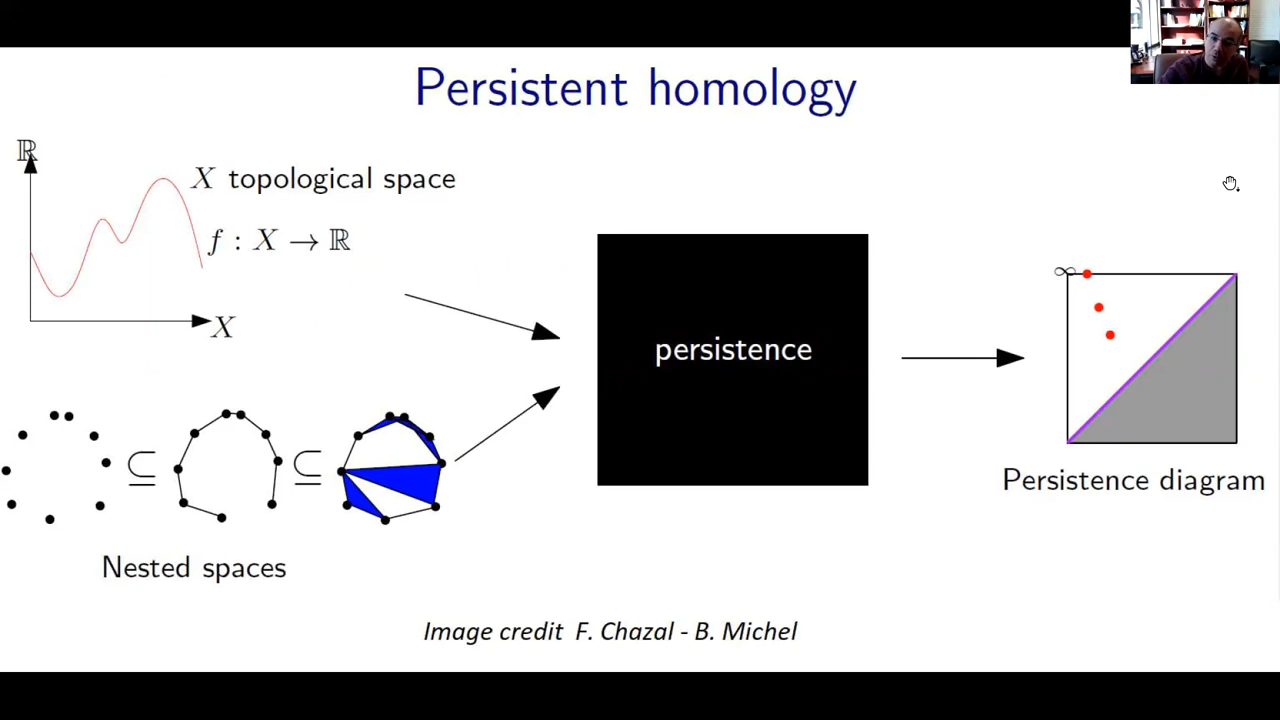 Persistent homology
ℝ
X topological space
f : X → ℝ
X
persistence
∞
Persistence diagram
⊆ ⊆
Nested spaces
Image credit F. Chazal - B. Michel